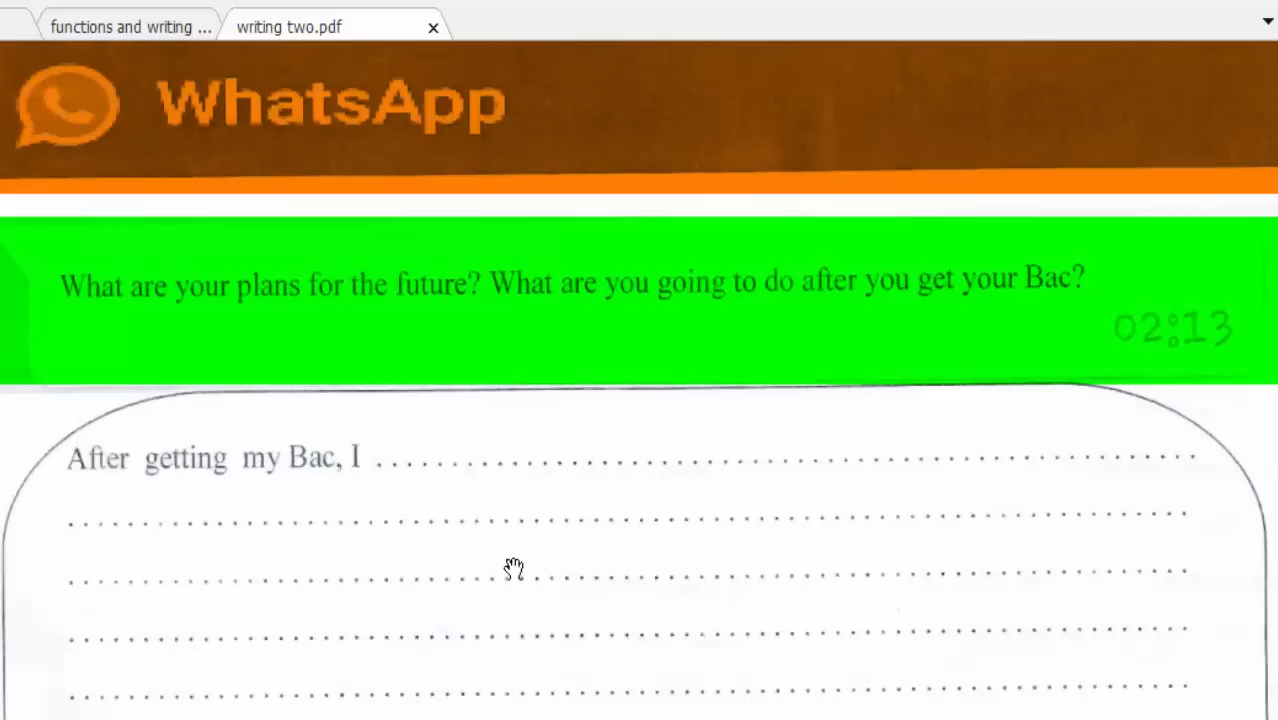 functions and writing ...
writing two.pdf
WhatsApp
What are your plans for the future? What are you going to do after you get your Bac?
02:13
After getting my Bac, I ........................................................
........................................................................
........................................................................
........................................................................
........................................................................